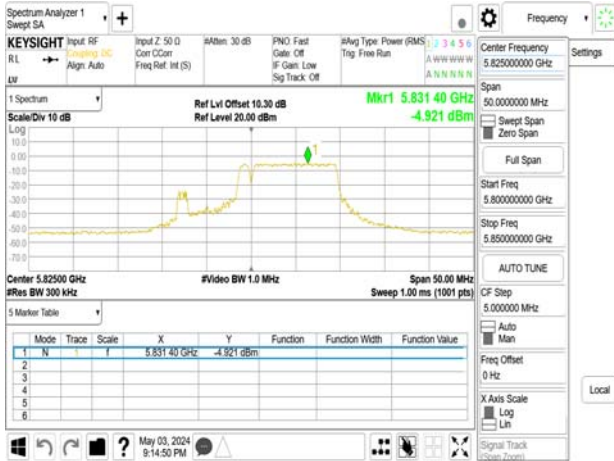 Spectrum Analyzer 1
Swept SA
+
Frequency
KEYSIGHT
Input: RF
Coupling: DC
Align: Auto
RL
LXI
Input Z: 50 Ω
Corr CCorr
Freq Ref: Int (S)
#Atten: 30 dB
PNO: Fast
Gate: Off
IF Gain: Low
Sig Track: Off
#Avg Type: Power (RMS
Trig: Free Run
1 2 3 4 5 6
A W W W W W
A N N N N N
Center Frequency
5.825000000 GHz
Settings
1 Spectrum
Scale/Div 10 dB
Ref Lvl Offset 10.30 dB
Ref Level 20.00 dBm
Mkr1 5.831 40 GHz
-4.921 dBm
Log
10.0
0.00
-10.0
-20.0
-30.0
-40.0
-50.0
-60.0
-70.0
1
Center 5.82500 GHz
#Res BW 300 kHz
#Video BW 1.0 MHz
Span 50.00 MHz
Sweep 1.00 ms (1001 pts)
Span
50.0000000 MHz
Swept Span
Zero Span
Full Span
Start Freq
5.800000000 GHz
Stop Freq
5.850000000 GHz
AUTO TUNE
CF Step
5.000000 MHz
Auto
Man
Freq Offset
0 Hz
X Axis Scale
Log
Lin
Signal Track
(Span Zoom)
Local
5 Marker Table
Mode Trace Scale X Y Function Function Width Function Value
1 N 1 f 5.831 40 GHz -4.921 dBm
2
3
4
5
6
?
May 03, 2024
9:14:50 PM